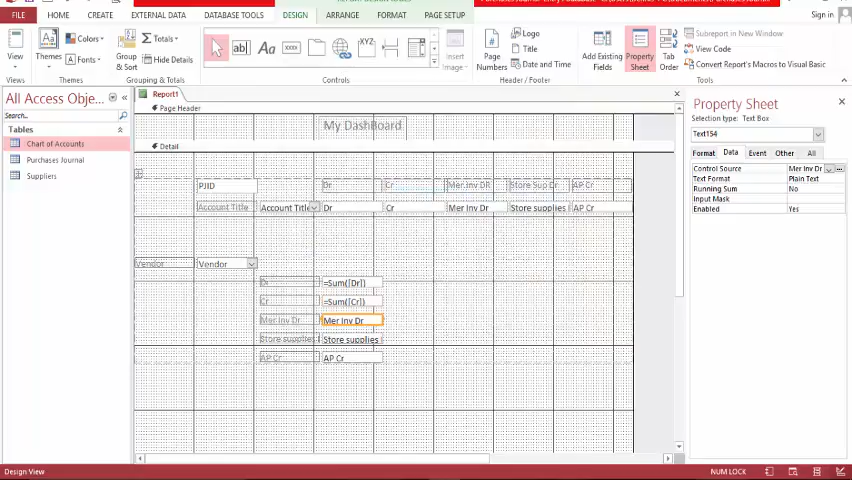 Sign in
FILE HOME CREATE EXTERNAL DATA DATABASE TOOLS DESIGN ARRANGE FORMAT PAGE SETUP
View
Views
Themes
Colors
Fonts
Themes
Group & Sort
Totals
Hide Details
Grouping & Totals
ab
Aa
xxxx
XYZ
Controls
Insert Image
Page Numbers
Logo
Title
Date and Time
Header / Footer
Add Existing Fields
Property Sheet
Tab Order
Subreport in New Window
View Code
Convert Report's Macros to Visual Basic
Tools
All Access Obje...
Search...
Tables
Chart of Accounts
Purchases Journal
Suppliers
Report1
Page Header
My DashBoard
Detail
PJID Dr Cr Mer.Inv DR Store Sup Dr AP Cr
Account Title Account Title Dr Cr Mer Inv Dr Store supplies AP Cr
Vendor Vendor
Dr =Sum([Dr])
Cr =Sum([Cr])
Mer Inv Dr Mer Inv Dr
Store supplies Store supplies
AP Cr AP Cr
Property Sheet
Selection type: Text Box
Text154
Format Data Event Other All
Control Source Mer Inv Dr
Text Format Plain Text
Running Sum No
Input Mask
Enabled Yes
Design View NUM LOCK